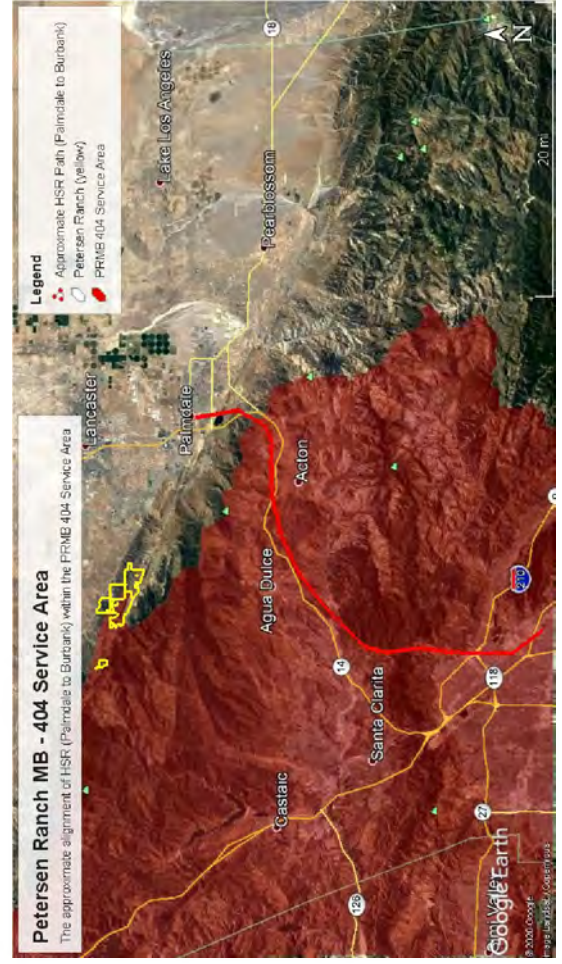 Petersen Ranch MB - 404 Service Area
The approximate alignment of HSR (Palmdale to Burbank) within the PRMB 404 Service Area
Legend
Approximate HSR Path (Palmdale to Burbank)
Petersen Ranch (yellow)
PRMB 404 Service Area
Lancaster
Lake Los Angeles
Palmdale
18
Pearblossom
Agua Dulce
Acton
Castaic
14
Santa Clarita
126
118
210
27
Google Earth
© 2020 Google
Image Landsat / Copernicus
20 mi
N